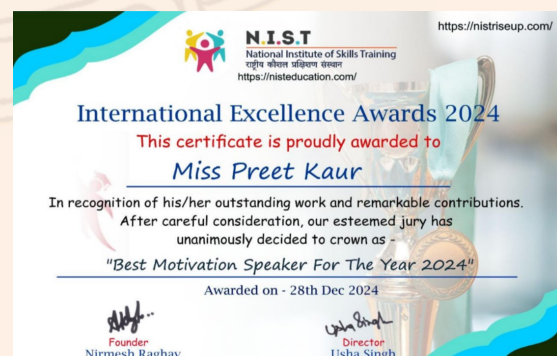 https://nistriseup.com/
N.I.S.T
National Institute of Skills Training
राष्ट्रीय कौशल प्रशिक्षण संस्थान
https://nisteducation.com/
International Excellence Awards 2024
This certificate is proudly awarded to
Miss Preet Kaur
In recognition of his/her outstanding work and remarkable contributions.
After careful consideration, our esteemed jury has
unanimously decided to crown as -
"Best Motivation Speaker For The Year 2024"
Awarded on - 28th Dec 2024
Usha Singh
Founder
Director
Nirmesh Raghav
Usha Singh